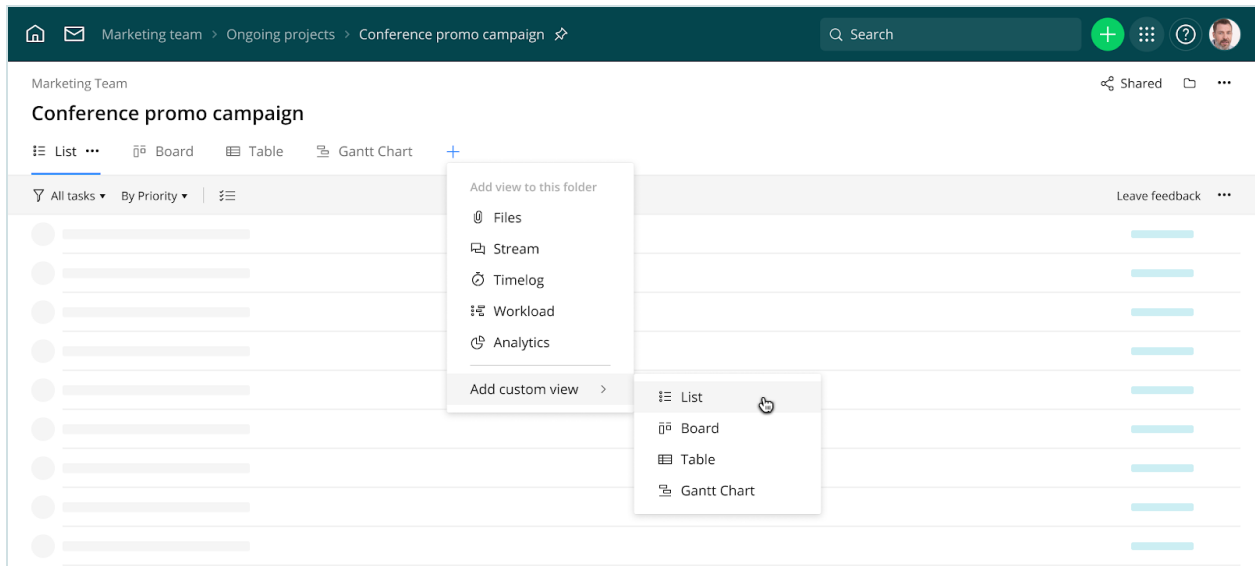 Marketing team > Ongoing projects > Conference promo campaign
Search
Marketing Team
Shared
Conference promo campaign
List
Board
Table
Gantt Chart
All tasks
By Priority
Leave feedback
Add view to this folder
Files
Stream
Timelog
Workload
Analytics
Add custom view
List
Board
Table
Gantt Chart